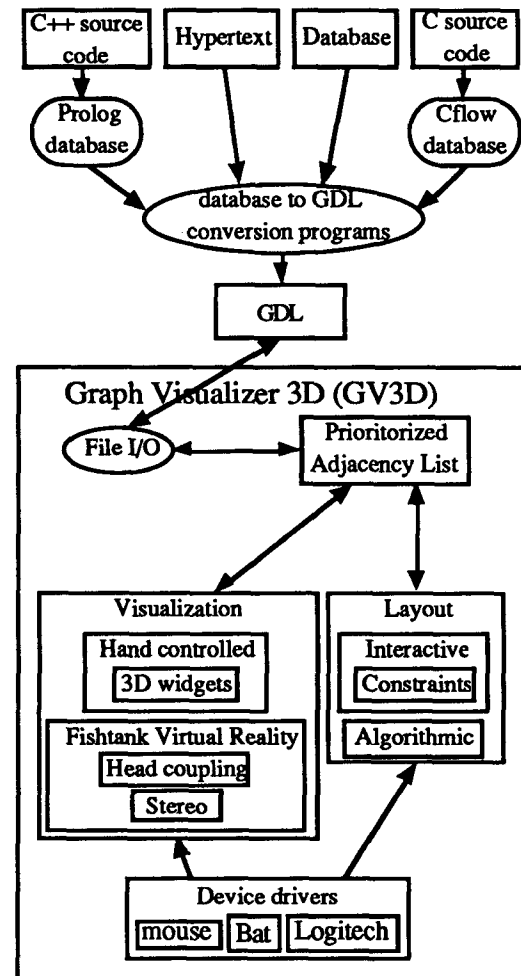 C++ source
code
Hypertext
Database
C source
code
Prolog
database
Cflow
database
database to GDL
conversion programs
GDL
Graph Visualizer 3D (GV3D)
File I/O
Prioritized
Adjacency List
Visualization
Hand controlled
3D widgets
Fishtank Virtual Reality
Head coupling
Stereo
Layout
Interactive
Constraints
Algorithmic
Device drivers
mouse
Bat
Logitech